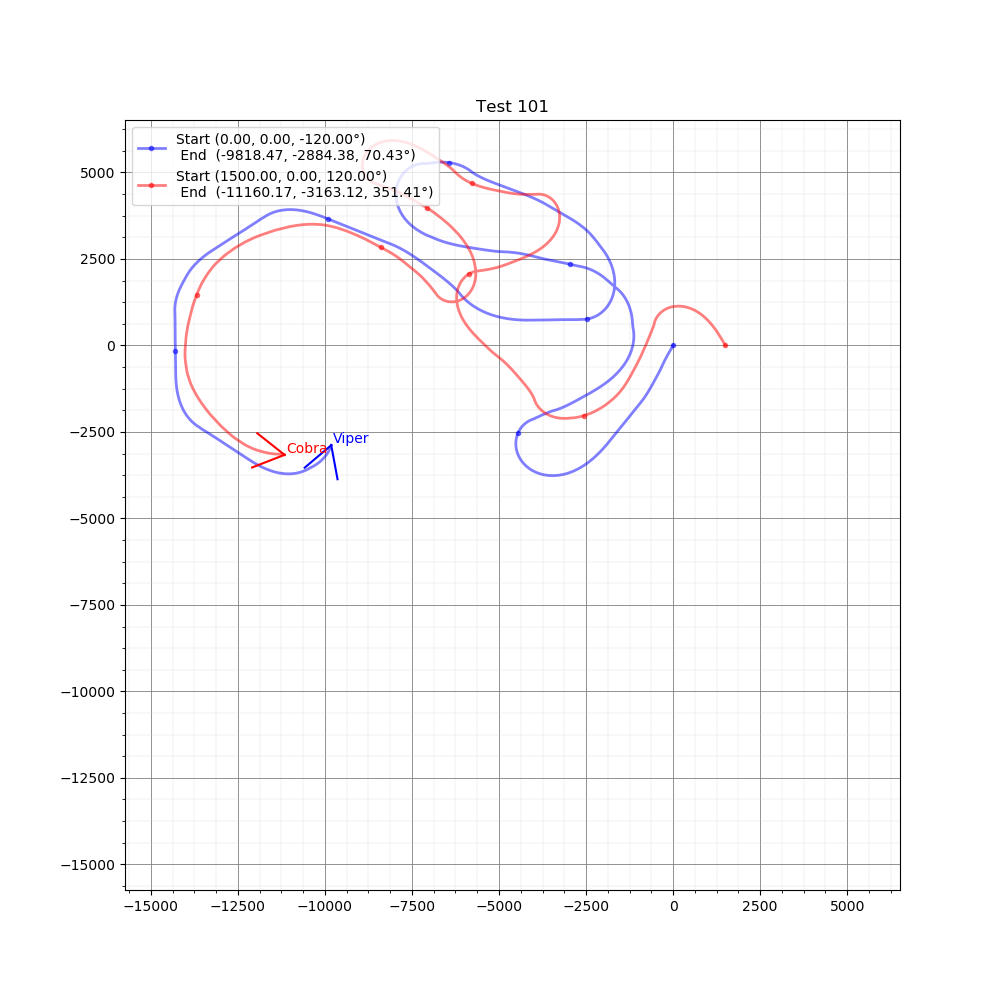 Test 101
Start (0.00, 0.00, -120.00°)
End  (-9818.47, -2884.38, 70.43°)
Start (1500.00, 0.00, 120.00°)
End  (-11160.17, -3163.12, 351.41°)
5000
2500
0
−2500
−5000
−7500
−10000
−12500
−15000
Viper
Cobra
−15000 −12500 −10000 −7500 −5000 −2500 0 2500 5000